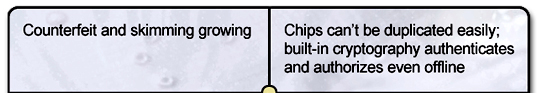 Counterfeit and skimming growing
Chips can't be duplicated easily;
built-in cryptography authenticates
and authorizes even offline